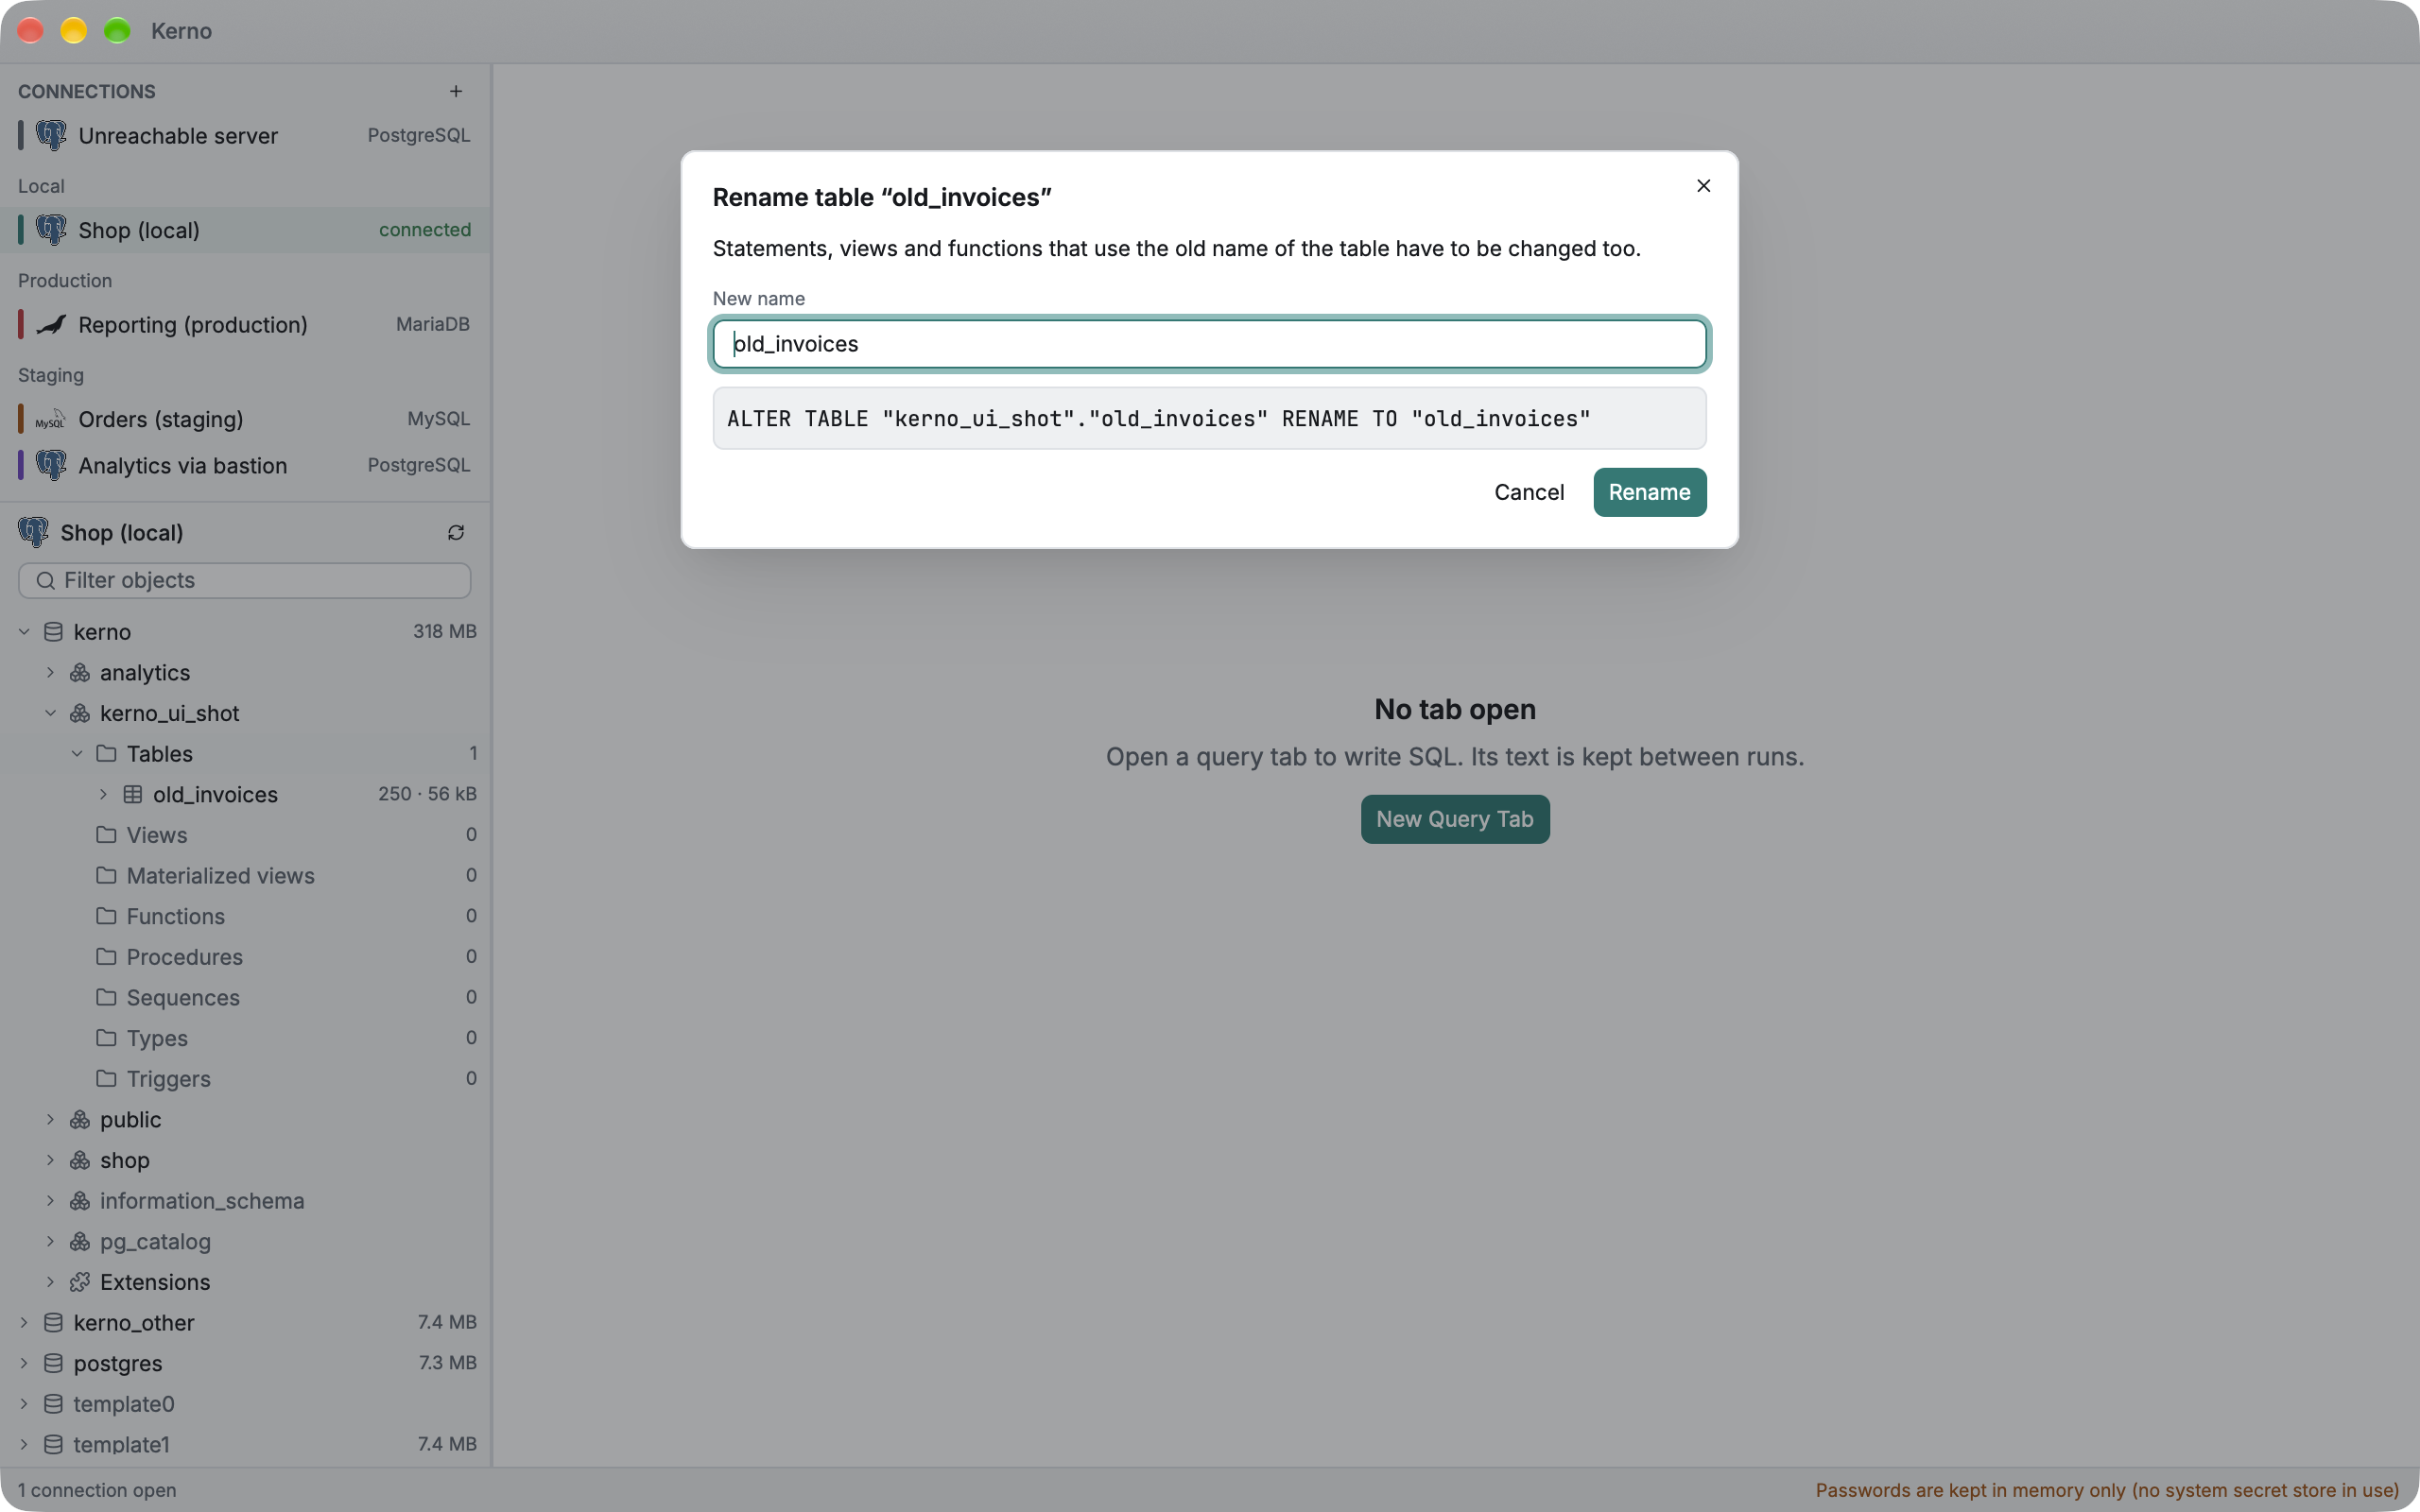 Kerno
CONNECTIONS
Unreachable server PostgreSQL
Local
Shop (local) connected
Production
Reporting (production) MariaDB
Staging
MySQL Orders (staging) MySQL
Analytics via bastion PostgreSQL
Shop (local)
Filter objects
kerno 318 MB
analytics
kerno_ui_shot
Tables 1
old_invoices 250 · 56 kB
Views 0
Materialized views 0
Functions 0
Procedures 0
Sequences 0
Types 0
Triggers 0
public
shop
information_schema
pg_catalog
Extensions
kerno_other 7.4 MB
postgres 7.3 MB
template0
template1 7.4 MB
1 connection open
Rename table “old_invoices”
Statements, views and functions that use the old name of the table have to be changed too.
New name
old_invoices
ALTER TABLE "kerno_ui_shot"."old_invoices" RENAME TO "old_invoices"
Cancel Rename
No tab open
Open a query tab to write SQL. Its text is kept between runs.
New Query Tab
Passwords are kept in memory only (no system secret store in use)